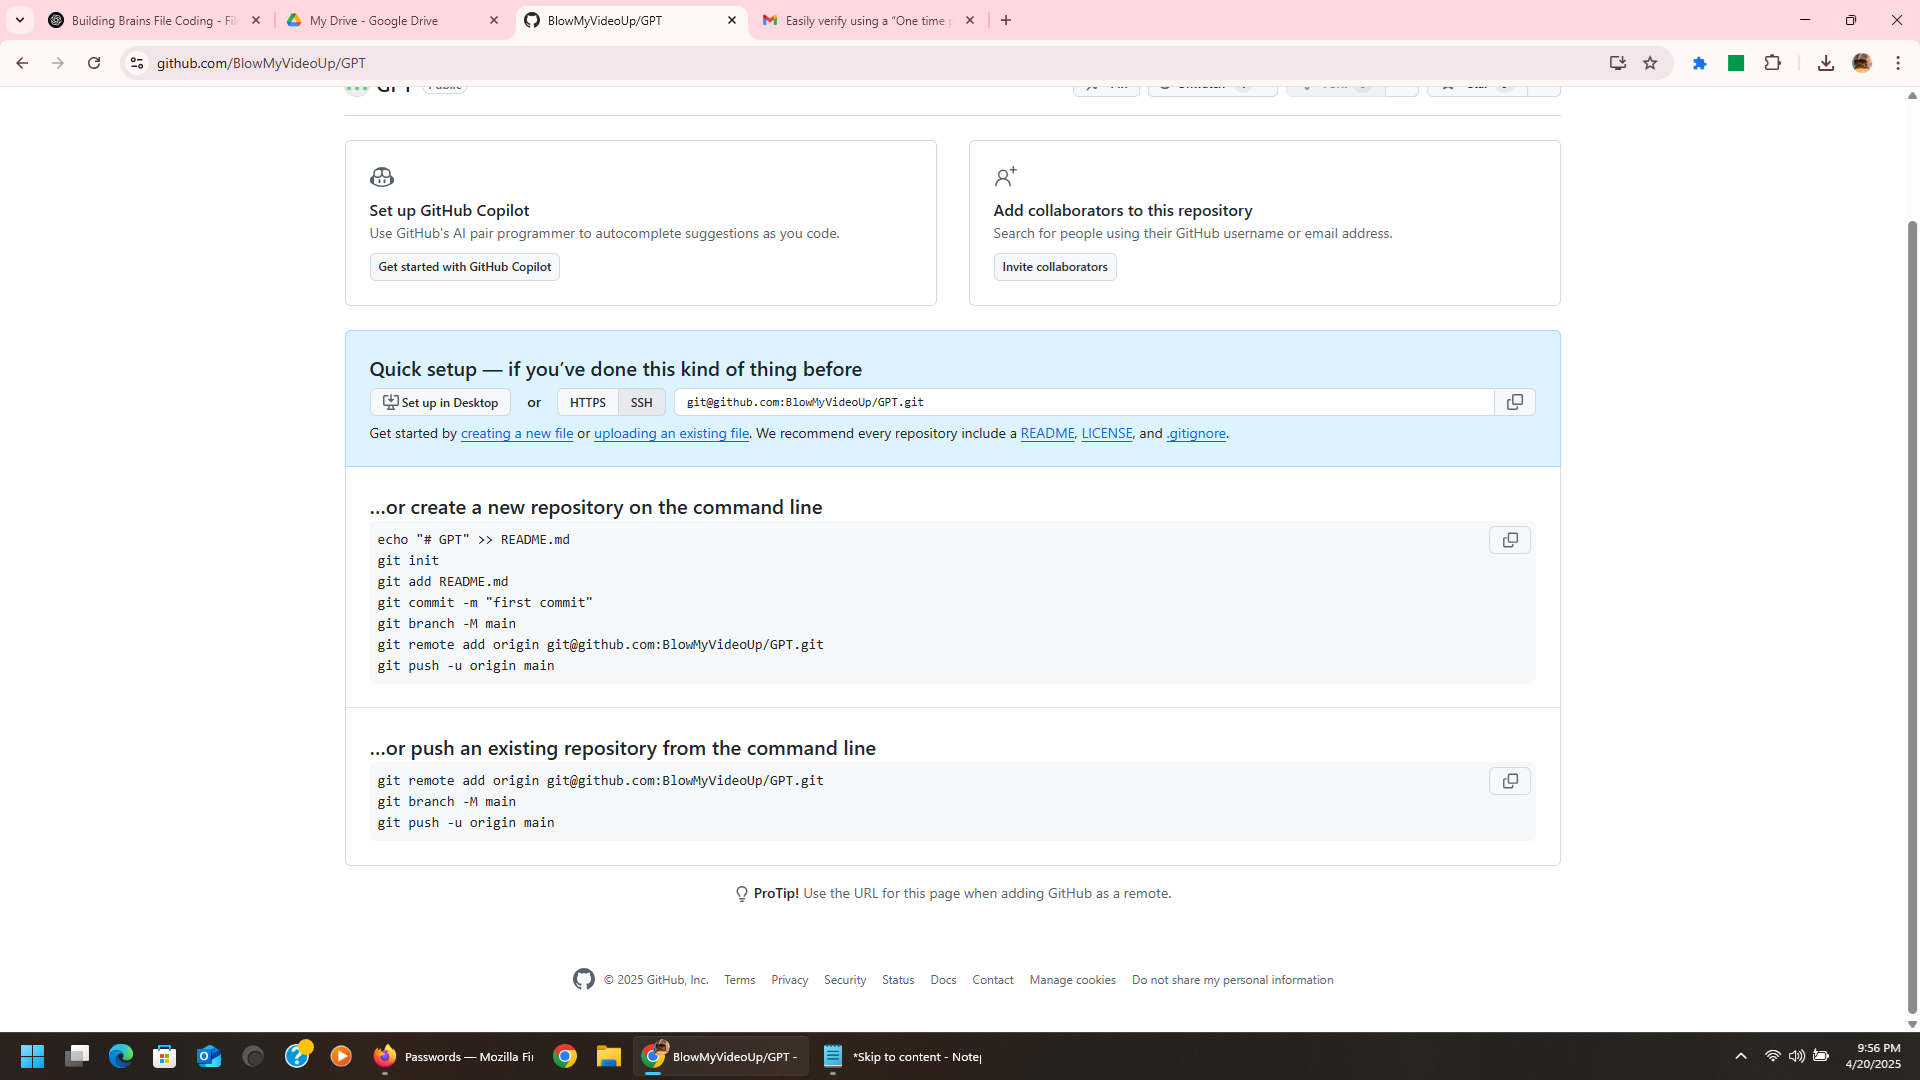 Building Brains File Coding - Fil
My Drive - Google Drive
BlowMyVideoUp/GPT
Easily verify using a "One time p
github.com/BlowMyVideoUp/GPT
GPT Public
Pin
Unwatch
Set up GitHub Copilot
Use GitHub's AI pair programmer to autocomplete suggestions as you code.
Get started with GitHub Copilot
Add collaborators to this repository
Search for people using their GitHub username or email address.
Invite collaborators
Quick setup — if you've done this kind of thing before
Set up in Desktop or HTTPS SSH git@github.com:BlowMyVideoUp/GPT.git
Get started by creating a new file or uploading an existing file. We recommend every repository include a README, LICENSE, and .gitignore.
…or create a new repository on the command line
echo "# GPT" >> README.md
git init
git add README.md
git commit -m "first commit"
git branch -M main
git remote add origin git@github.com:BlowMyVideoUp/GPT.git
git push -u origin main
…or push an existing repository from the command line
git remote add origin git@github.com:BlowMyVideoUp/GPT.git
git branch -M main
git push -u origin main
ProTip! Use the URL for this page when adding GitHub as a remote.
© 2025 GitHub, Inc. Terms Privacy Security Status Docs Contact Manage cookies Do not share my personal information
Passwords — Mozilla Fi
BlowMyVideoUp/GPT -
*Skip to content - Notep
9:56 PM
4/20/2025